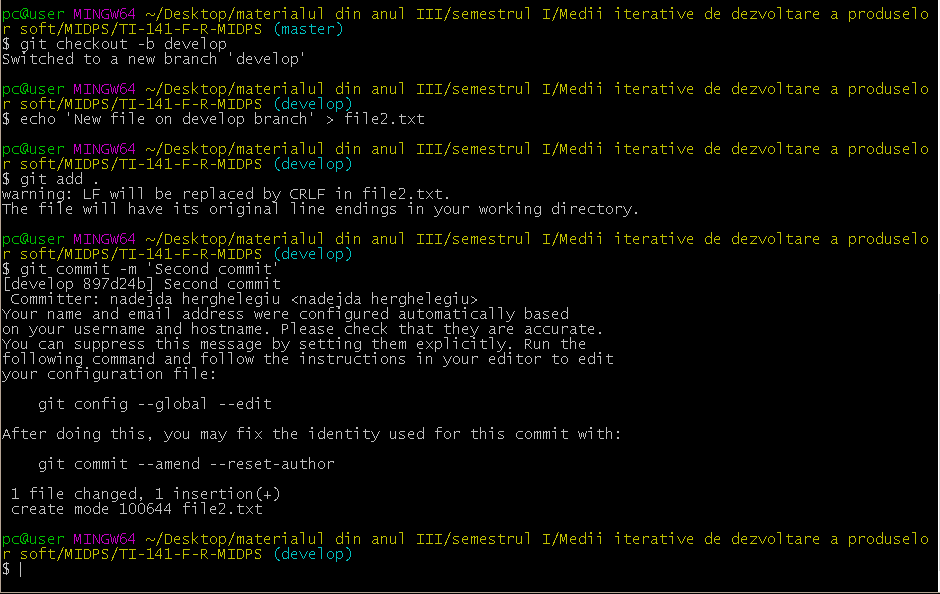 pc@user MINGW64 ~/Desktop/materialul din anul III/semestrul I/Medii iterative de dezvoltare a produselo
r soft/MIDPS/TI-141-F-R-MIDPS (master)
$ git checkout -b develop
Switched to a new branch 'develop'

pc@user MINGW64 ~/Desktop/materialul din anul III/semestrul I/Medii iterative de dezvoltare a produselo
r soft/MIDPS/TI-141-F-R-MIDPS (develop)
$ echo 'New file on develop branch' > file2.txt

pc@user MINGW64 ~/Desktop/materialul din anul III/semestrul I/Medii iterative de dezvoltare a produselo
r soft/MIDPS/TI-141-F-R-MIDPS (develop)
$ git add .
warning: LF will be replaced by CRLF in file2.txt.
The file will have its original line endings in your working directory.

pc@user MINGW64 ~/Desktop/materialul din anul III/semestrul I/Medii iterative de dezvoltare a produselo
r soft/MIDPS/TI-141-F-R-MIDPS (develop)
$ git commit -m 'Second commit'
[develop 897d24b] Second commit
 Committer: nadejda herghelegiu <nadejda herghelegiu>
Your name and email address were configured automatically based
on your username and hostname. Please check that they are accurate.
You can suppress this message by setting them explicitly. Run the
following command and follow the instructions in your editor to edit
your configuration file:

    git config --global --edit

After doing this, you may fix the identity used for this commit with:

    git commit --amend --reset-author

 1 file changed, 1 insertion(+)
 create mode 100644 file2.txt

pc@user MINGW64 ~/Desktop/materialul din anul III/semestrul I/Medii iterative de dezvoltare a produselo
r soft/MIDPS/TI-141-F-R-MIDPS (develop)
$